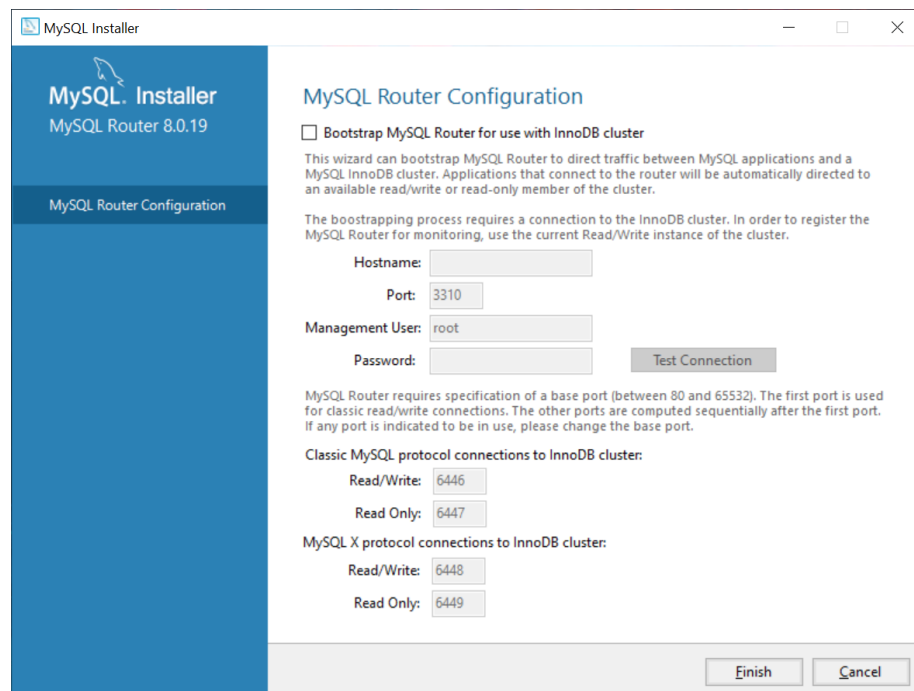 MySQL Installer
MySQL. Installer
MySQL Router 8.0.19
MySQL Router Configuration
MySQL Router Configuration
Bootstrap MySQL Router for use with InnoDB cluster
This wizard can bootstrap MySQL Router to direct traffic between MySQL applications and a
MySQL InnoDB cluster. Applications that connect to the router will be automatically directed to
an available read/write or read-only member of the cluster.
The boostrapping process requires a connection to the InnoDB cluster. In order to register the
MySQL Router for monitoring, use the current Read/Write instance of the cluster.
Hostname:
Port: 3310
Management User: root
Password: Test Connection
MySQL Router requires specification of a base port (between 80 and 65532). The first port is used
for classic read/write connections. The other ports are computed sequentially after the first port.
If any port is indicated to be in use, please change the base port.
Classic MySQL protocol connections to InnoDB cluster:
Read/Write: 6446
Read Only: 6447
MySQL X protocol connections to InnoDB cluster:
Read/Write: 6448
Read Only: 6449
Finish Cancel